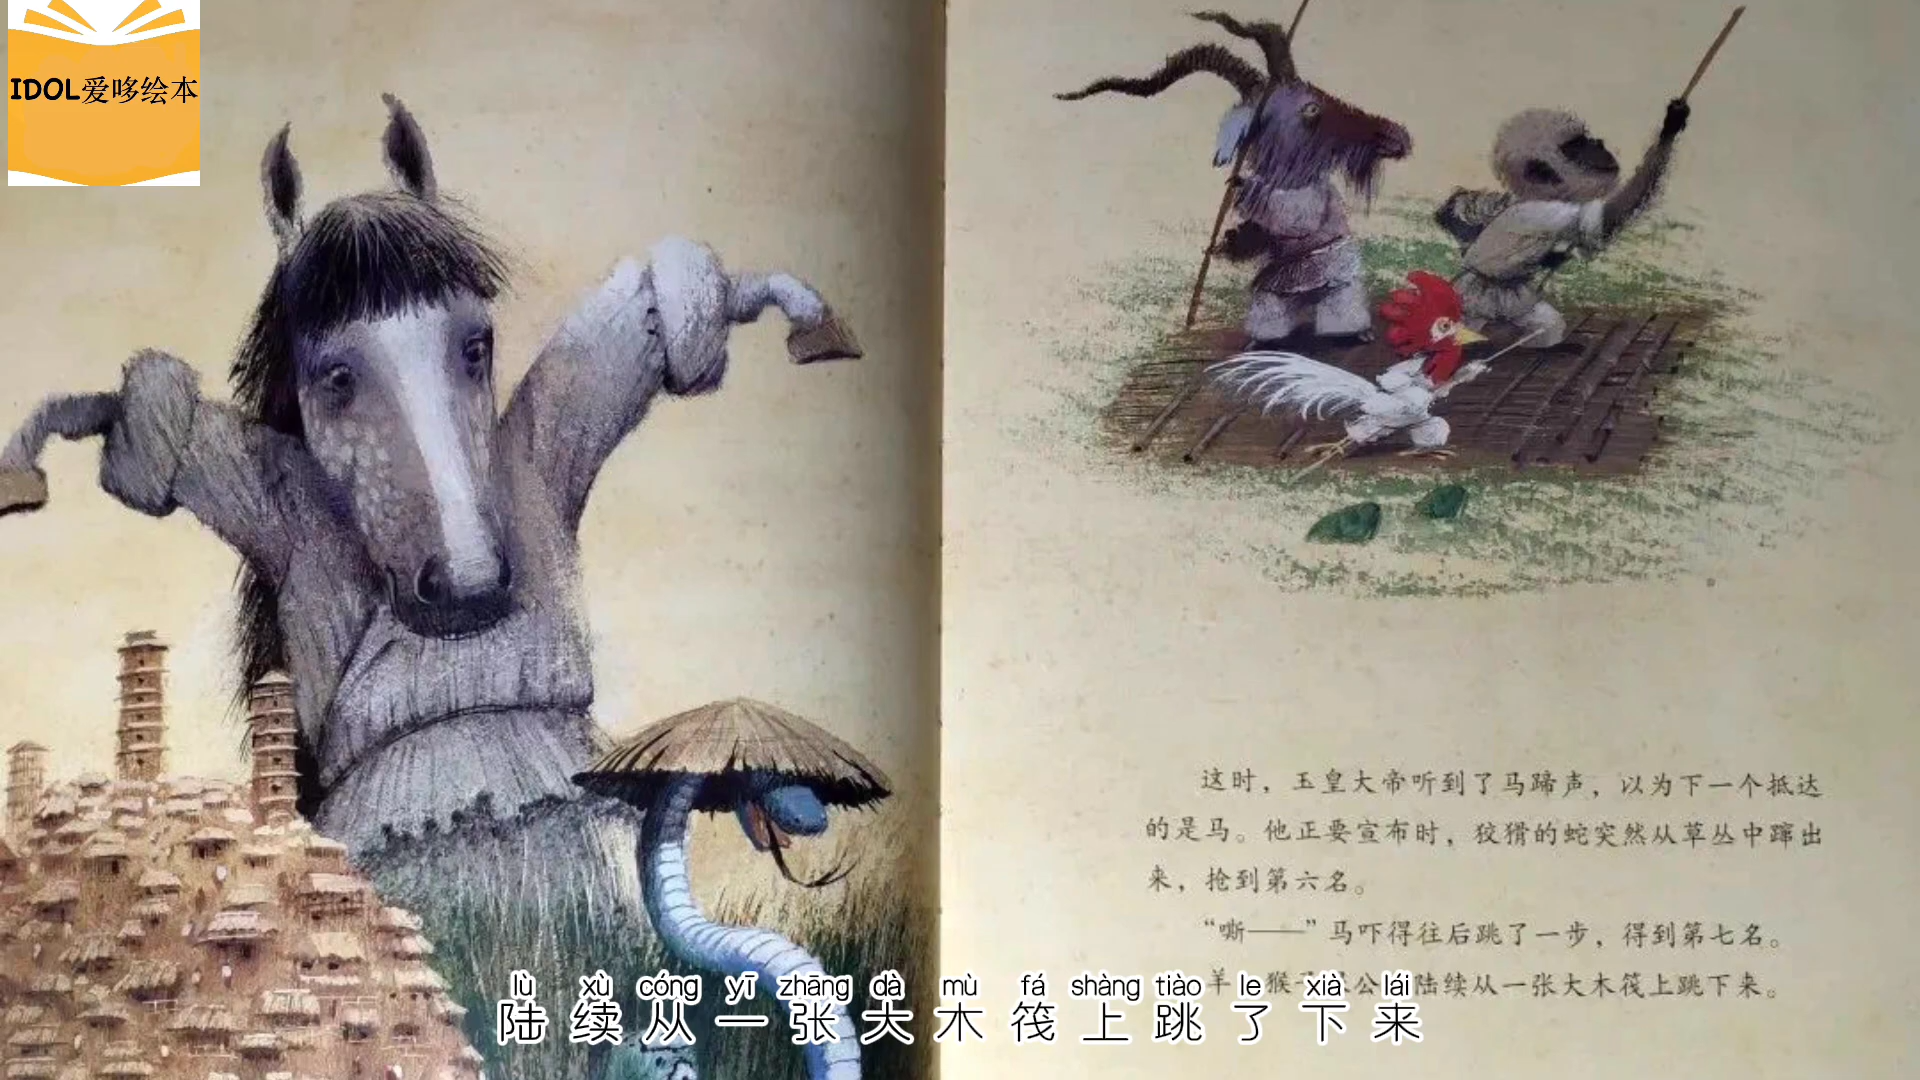 IDOL爱哆绘本
这时，玉皇大帝听到了马蹄声，以为下一个抵达
的是马。他正要宣布时，狡猾的蛇突然从草丛中蹿出
来，抢到第六名。
“嘶——”马吓得往后跳了一步，得到第七名。
羊 猴 公 陆续从一张大木筏上跳下来。
lù xù cóng yī zhāng dà mù fá shàng tiào le xià lái
陆续从一张大木筏上跳了下来